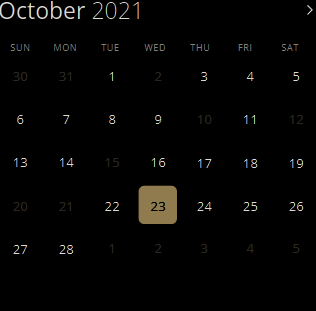 October 2021
SUN MON TUE WED THU FRI SAT
30 31 1 2 3 4 5
6 7 8 9 10 11 12
13 14 15 16 17 18 19
20 21 22 23 24 25 26
27 28 1 2 3 4 5